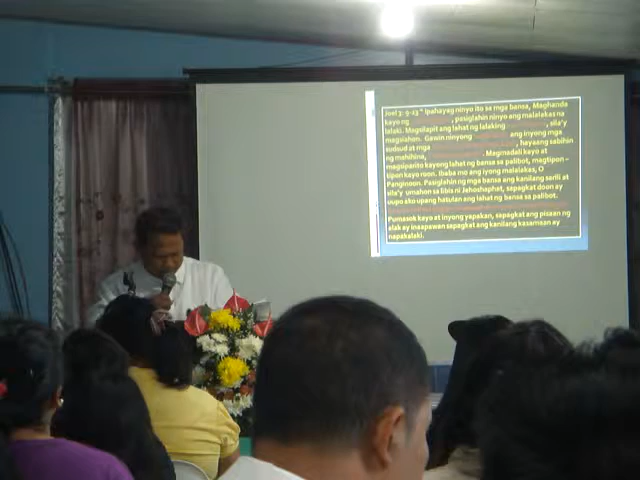 Joel 3: 9-13 " Ipahayag ninyo ito sa mga bansa, Maghanda
kayo ng , pasiglahin ninyo ang malalakas na
lalaki. Magsilapit ang lahat ng lalaking , sila'y
magsiahon. Gawin ninyong ang inyong mga
sudsud at mga , hayaang sabihin
ng mahihina, . Magmadali kayo at
magsiparito kayong lahat ng bansa sa palibot, magtipon –
tipon kayo roon. Ibaba mo ang iyong malalakas, O
Panginoon. Pasiglahin ng mga bansa ang kanilang sarili at
sila'y umahon sa libis ni Jehoshaphat, sapagkat doon ay
uupo ako upang hatulan ang lahat ng bansa sa palibot.
Pumasok kayo at inyong yapakan, sapagkat ang pisaan ng
alak ay inaapawan sapagkat ang kanilang kasamaan ay
napakalaki.